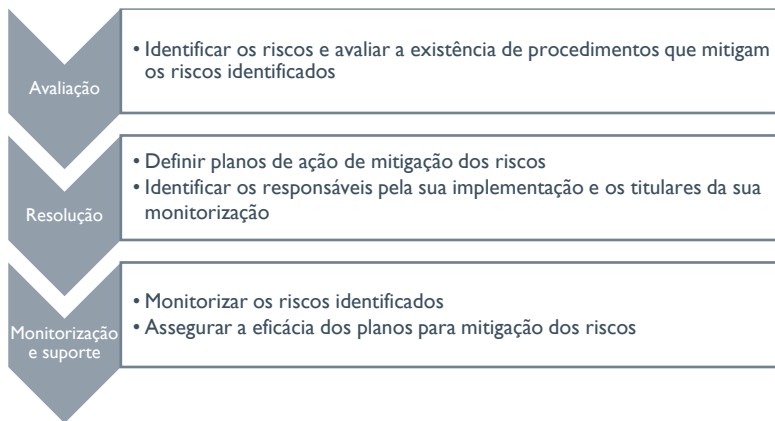 Avaliação
• Identificar os riscos e avaliar a existência de procedimentos que mitigam
os riscos identificados
Resolução
• Definir planos de ação de mitigação dos riscos
• Identificar os responsáveis pela sua implementação e os titulares da sua
monitorização
Monitorização
e suporte
• Monitorizar os riscos identificados
• Assegurar a eficácia dos planos para mitigação dos riscos